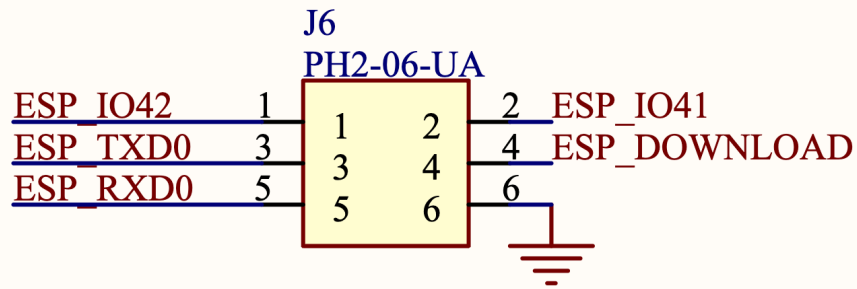 J6
PH2-06-UA
ESP_IO42 1 1 2 2 ESP_IO41
ESP_TXD0 3 3 4 4 ESP_DOWNLOAD
ESP_RXD0 5 5 6 6